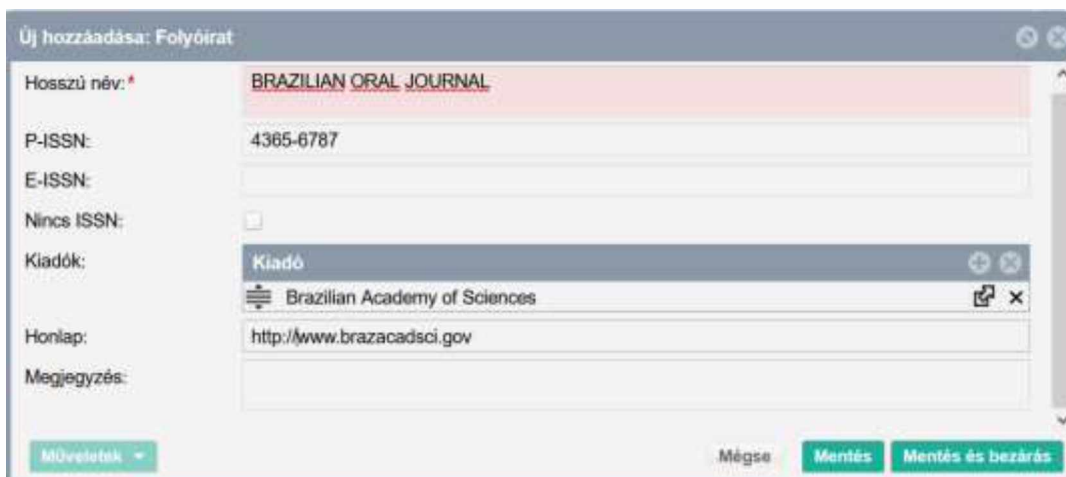 Új hozzáadása: Folyóirat
Hosszú név:* BRAZILIAN ORAL JOURNAL
P-ISSN: 4365-6787
E-ISSN:
Nincs ISSN:
Kiadók: Kiadó
Brazilian Academy of Sciences
Honlap: http://www.brazacadsci.gov
Megjegyzés:
Műveletek Mégse Mentés Mentés és bezárás